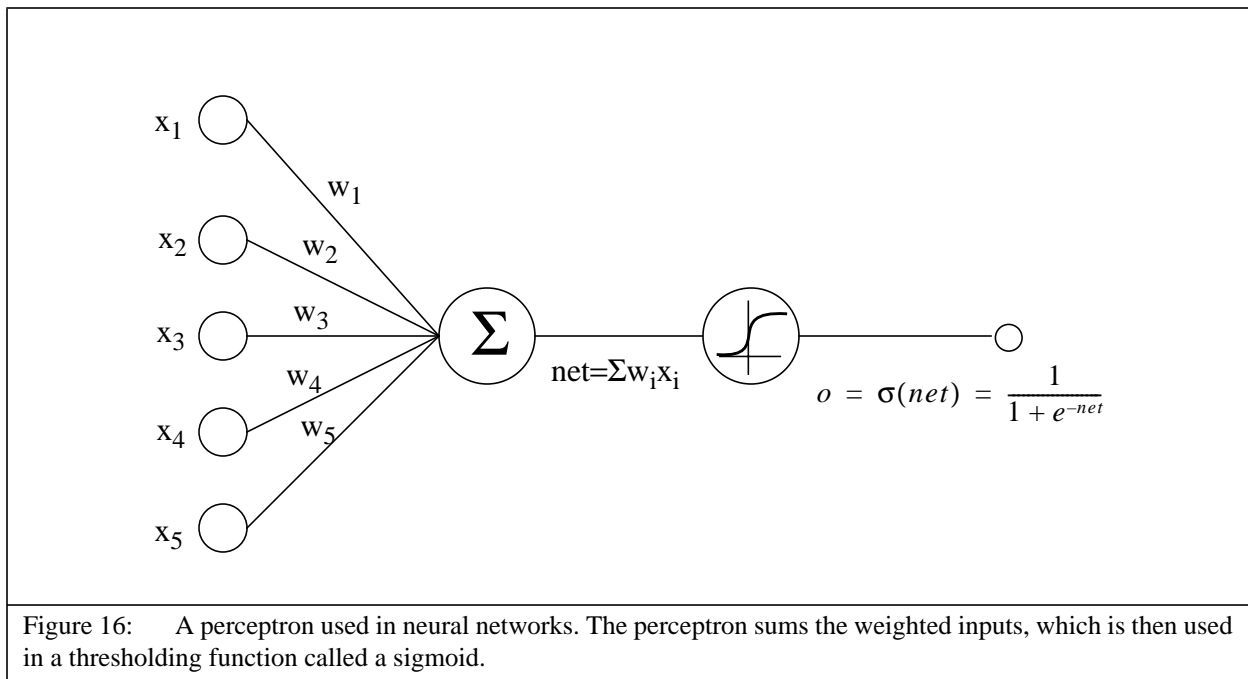 x₁
w₁
x₂
w₂
x₃
w₃
Σ
net=Σwᵢxᵢ
o = σ(net) = 1 / (1 + e^−net)
w₄
x₄
w₅
x₅
Figure 16: A perceptron used in neural networks. The perceptron sums the weighted inputs, which is then used
in a thresholding function called a sigmoid.